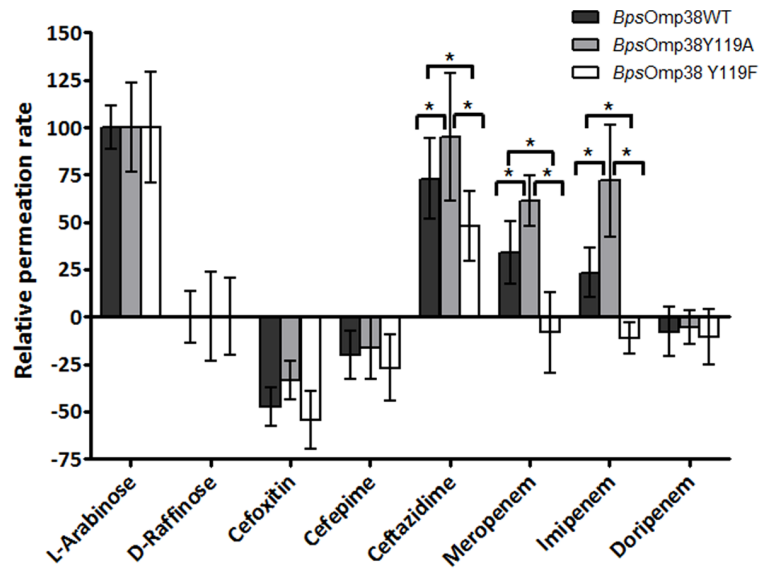 BpsOmp38WT
BpsOmp38Y119A
BpsOmp38 Y119F
Relative permeation rate
150
125
100
75
50
25
0
-25
-50
-75
* * *
* * *
* * *
L-Arabinose
D-Raffinose
Cefoxitin
Cefepime
Ceftazidime
Meropenem
Imipenem
Doripenem